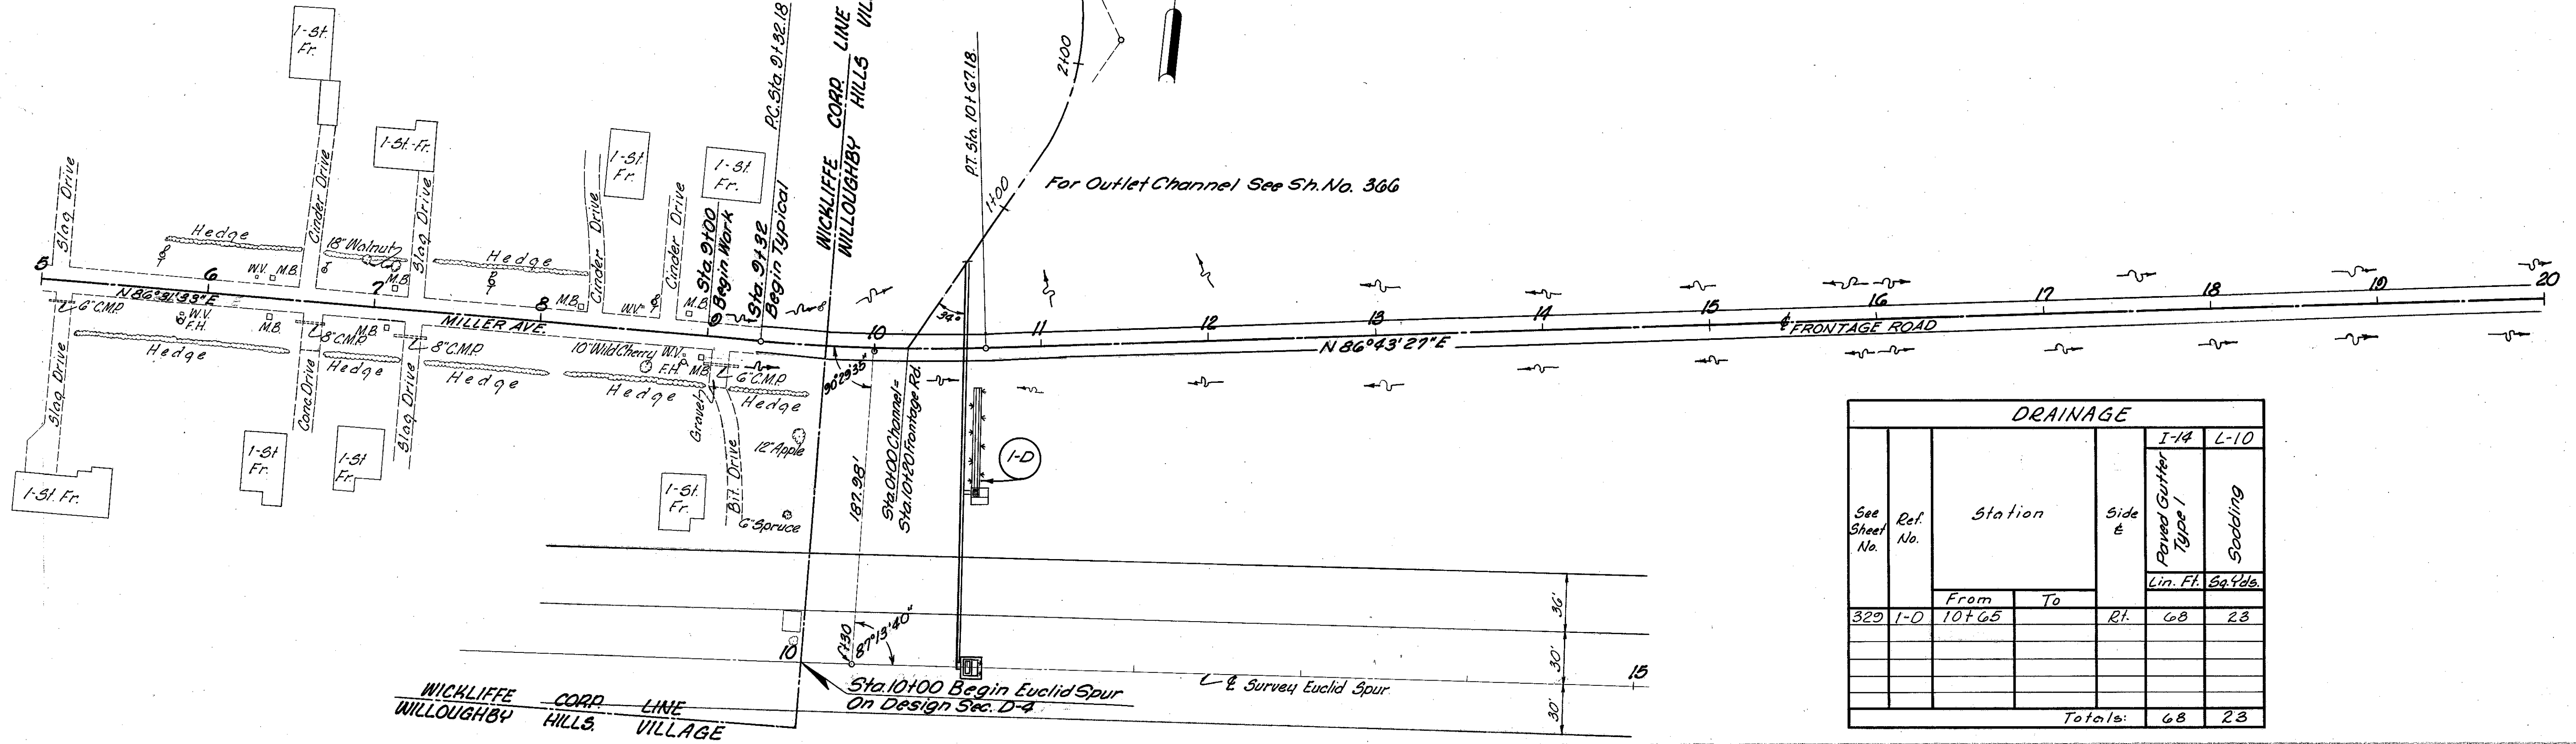 1-St.
Fr.
1-St.-Fr.
1-St
Fr.
1-St
Fr.
P.C. Sta. 9+32.18
WICKLIFFE CORP. LINE
WILLOUGHBY HILLS
P.T. Sta. 10+67.18
2+00
1+00
For Outlet Channel See Sh. No. 366
Slag Drive
Cinder Drive
Slag Drive
Cinder Drive
Cinder Drive
Sta. 9+00
Begin Work
Sta. 9+32
Begin Typical
Hedge
18" Walnut
Hedge
W.V.
M.B.
M.B.
M.B.
W.V.
M.B.
5
6
7
8
9
10
11
12
13
14
15
16
17
18
19
20
N 86°31'33" E
MILLER AVE.
34°
N 86°43'27" E
℄ FRONTAGE ROAD
6" C.M.P.
W.V.
F.H.
M.B.
8" C.M.P.
M.B.
8" C.M.P.
10" Wild Cherry
W.V.
F.H.
M.B.
6" C.M.P.
Hedge
Hedge
Hedge
Hedge
Hedge
Slag Drive
Conc. Drive
Slag Drive
Gravel
Bit. Drive
90°29'35"
187.98'
Sta. 0+00 Channel=
Sta. 10+20 Frontage Rd.
12" Apple
6" Spruce
1-D
1-St. Fr.
1-St
Fr.
1-St
Fr.
1-St.
Fr.
10
+30
87°13'40"
Sta. 10+00 Begin Euclid Spur
On Design Sec. D-4
℄ Survey Euclid Spur
15
36'
30'
30'
WICKLIFFE CORP. LINE
WILLOUGHBY HILLS. VILLAGE
DRAINAGE
See Sheet No.
Ref. No.
Station
From To
Side ℄
I-14 L-10
Paved Gutter Type 1
Sodding
Lin. Ft. Sq. Yds.
329 1-D 10+65 Rt. 68 23
Totals: 68 23